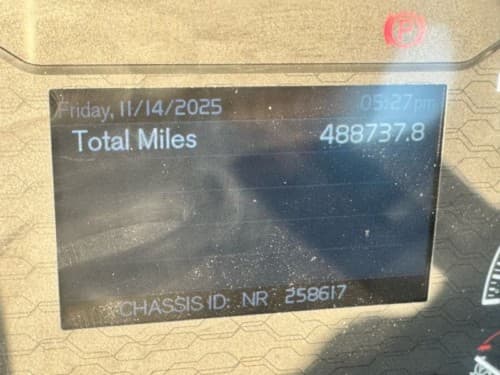 Friday, 11/14/2025 05:27pm
Total Miles 488737.8
CHASSIS ID: NR 258617